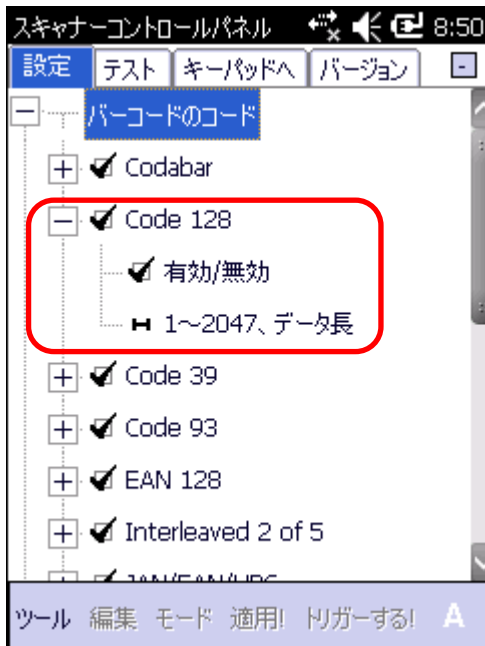 スキャナーコントロールパネル 8:50
設定 テスト キーパッドへ バージョン
バーコードのコード
Codabar
Code 128
有効/無効
1～2047、データ長
Code 39
Code 93
EAN 128
Interleaved 2 of 5
JAN/EAN/UPC
ツール 編集 モード 適用! トリガーする! A